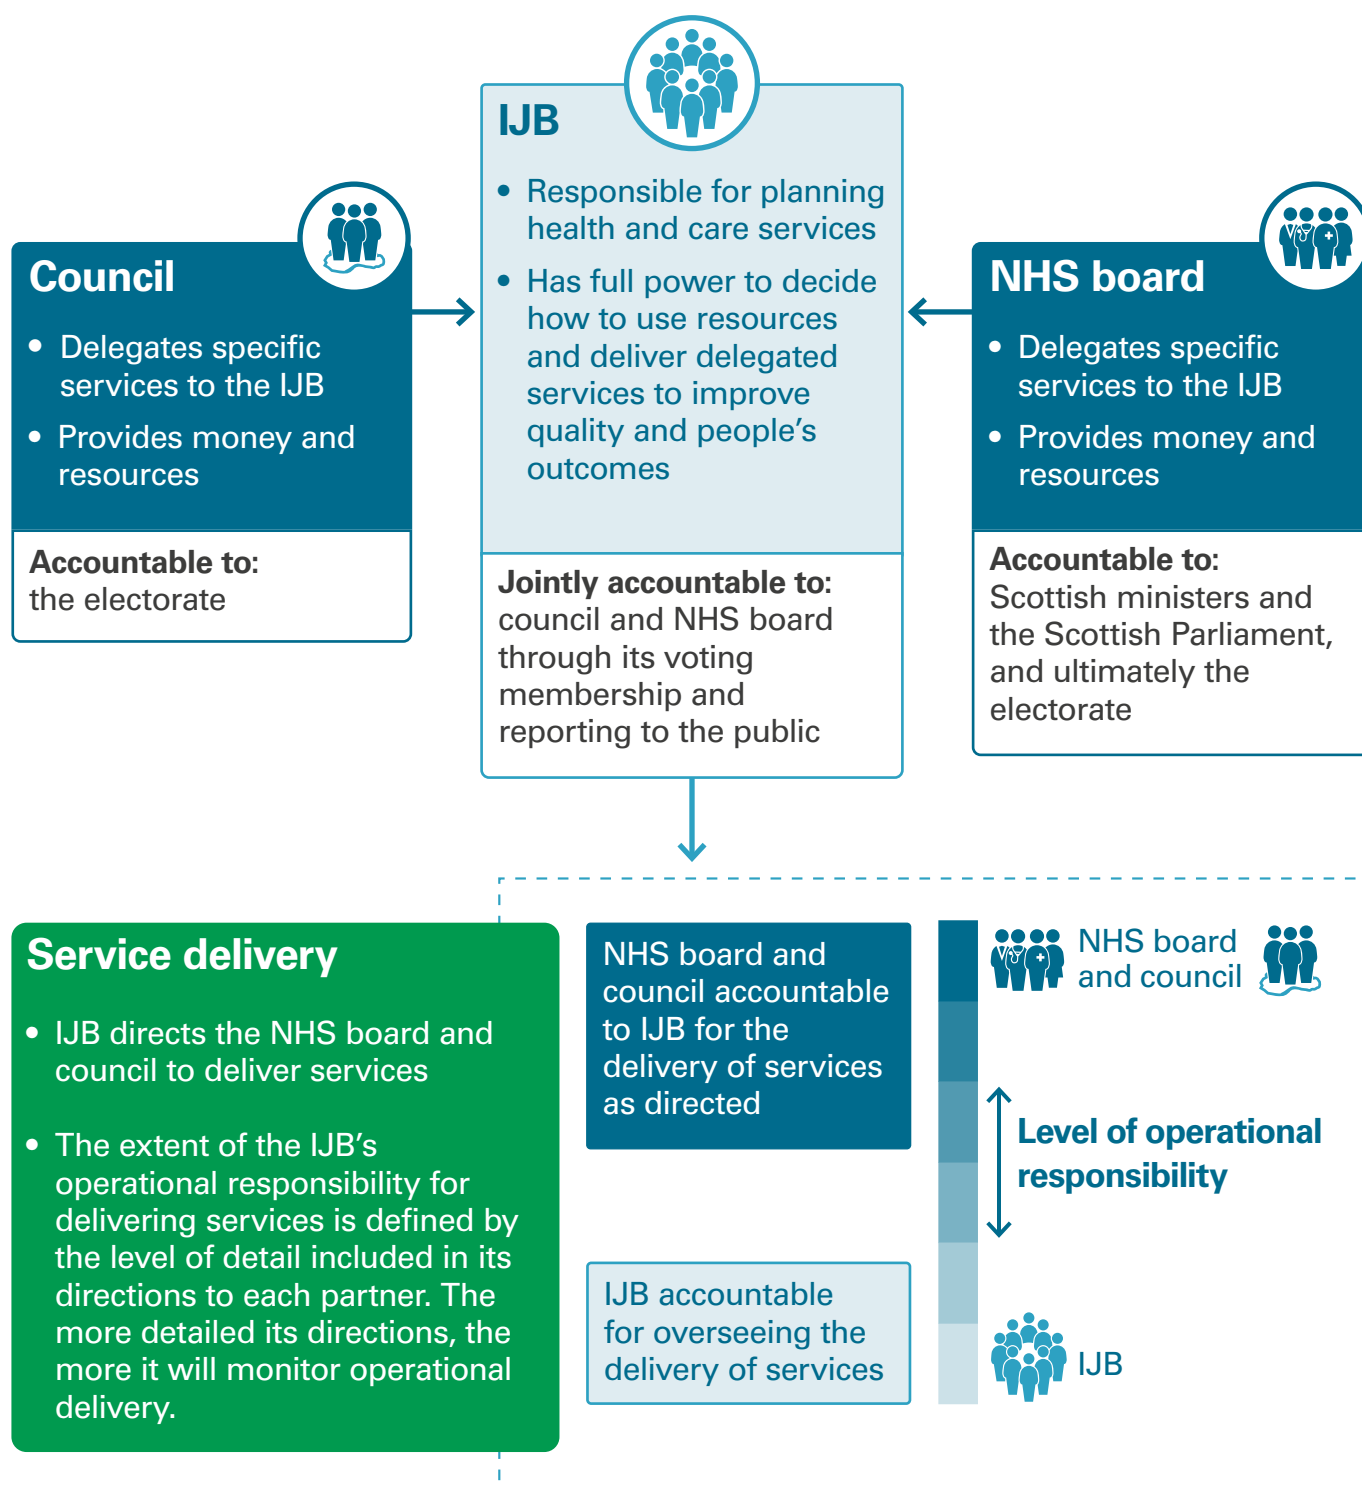 IJB
• Responsible for planning
health and care services
• Has full power to decide
how to use resources
and deliver delegated
services to improve
quality and people’s
outcomes
Jointly accountable to:
council and NHS board
through its voting
membership and
reporting to the public
Council
• Delegates specific
services to the IJB
• Provides money and
resources
Accountable to:
the electorate
NHS board
• Delegates specific
services to the IJB
• Provides money and
resources
Accountable to:
Scottish ministers and
the Scottish Parliament,
and ultimately the
electorate
Service delivery
• IJB directs the NHS board and
council to deliver services
• The extent of the IJB’s
operational responsibility for
delivering services is defined by
the level of detail included in its
directions to each partner. The
more detailed its directions, the
more it will monitor operational
delivery.
NHS board and
council accountable
to IJB for the
delivery of services
as directed
IJB accountable
for overseeing the
delivery of services
NHS board
and council
Level of operational
responsibility
IJB